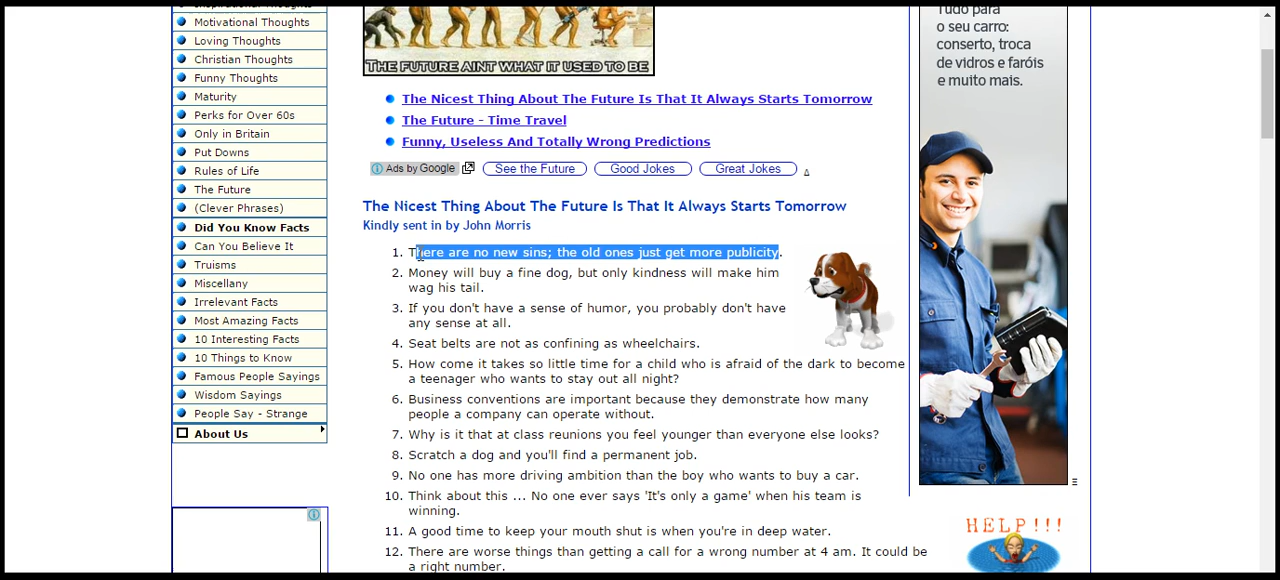 Motivational Thoughts
Loving Thoughts
Christian Thoughts
Funny Thoughts
Maturity
Perks for Over 60s
Only in Britain
Put Downs
Rules of Life
The Future
(Clever Phrases)
Did You Know Facts
Can You Believe It
Truisms
Miscellany
Irrelevant Facts
Most Amazing Facts
10 Interesting Facts
10 Things to Know
Famous People Sayings
Wisdom Sayings
People Say - Strange
About Us
THE FUTURE AINT WHAT IT USED TO BE
The Nicest Thing About The Future Is That It Always Starts Tomorrow
The Future - Time Travel
Funny, Useless And Totally Wrong Predictions
Ads by Google
See the Future
Good Jokes
Great Jokes
The Nicest Thing About The Future Is That It Always Starts Tomorrow
Kindly sent in by John Morris
1. There are no new sins; the old ones just get more publicity.
2. Money will buy a fine dog, but only kindness will make him
wag his tail.
3. If you don't have a sense of humor, you probably don't have
any sense at all.
4. Seat belts are not as confining as wheelchairs.
5. How come it takes so little time for a child who is afraid of the dark to become
a teenager who wants to stay out all night?
6. Business conventions are important because they demonstrate how many
people a company can operate without.
7. Why is it that at class reunions you feel younger than everyone else looks?
8. Scratch a dog and you'll find a permanent job.
9. No one has more driving ambition than the boy who wants to buy a car.
10. Think about this ... No one ever says 'It's only a game' when his team is
winning.
11. A good time to keep your mouth shut is when you're in deep water.
12. There are worse things than getting a call for a wrong number at 4 am. It could be
a right number.
Tudo para
o seu carro:
conserto, troca
de vidros e faróis
e muito mais.
HELP!!!